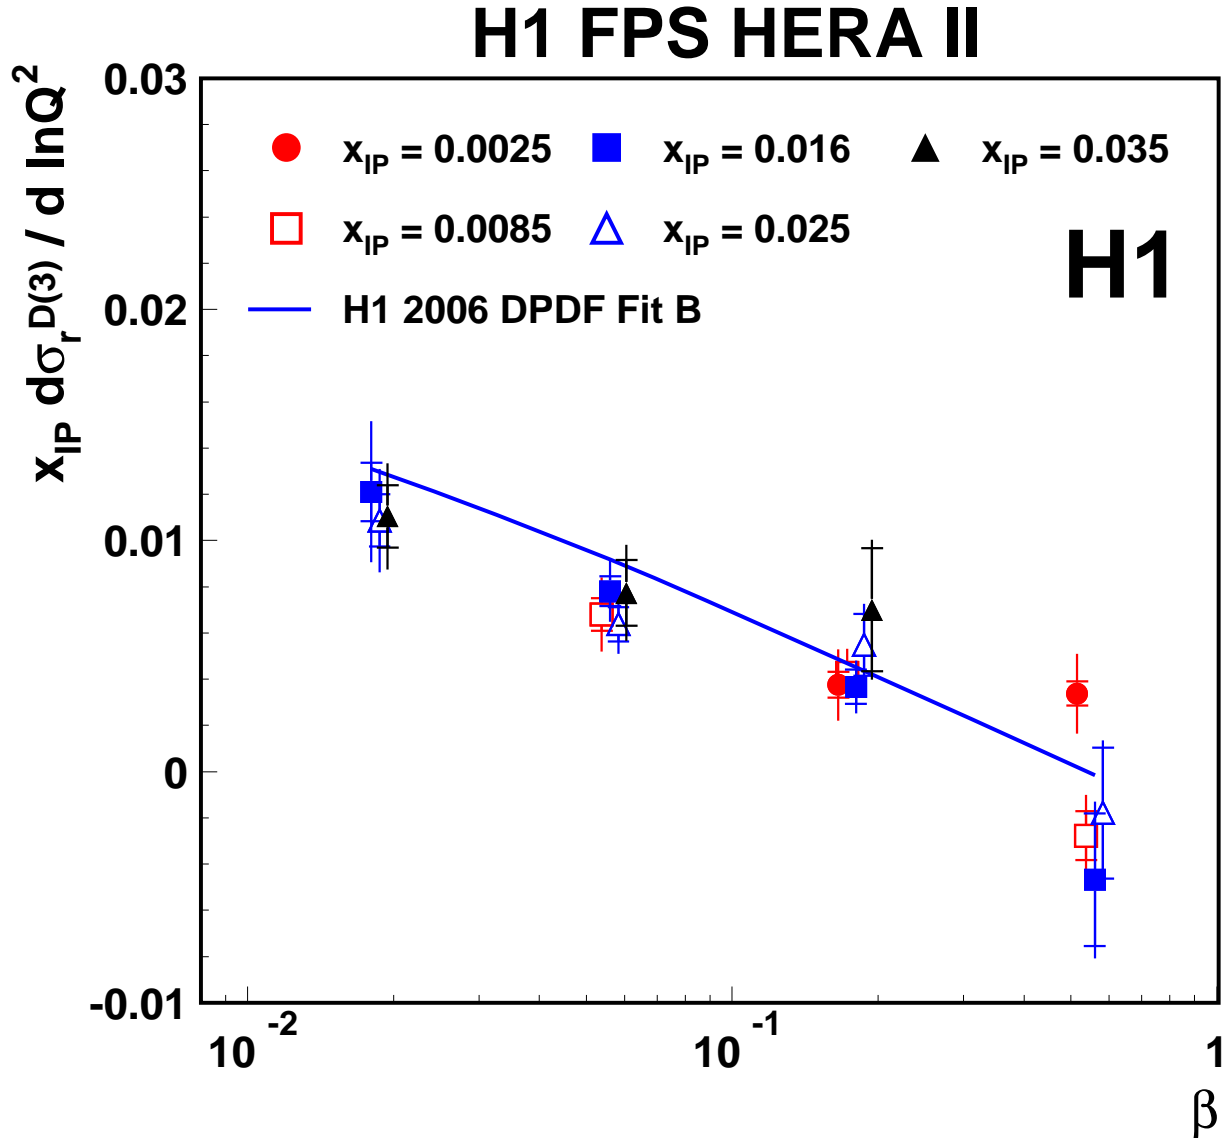 H1 FPS HERA II
x_IP dσ_r^D(3) / d lnQ^2
0.03
0.02
0.01
0
-0.01
x_IP = 0.0025
x_IP = 0.016
x_IP = 0.035
x_IP = 0.0085
x_IP = 0.025
H1
H1 2006 DPDF Fit B
10^-2
10^-1
1
β